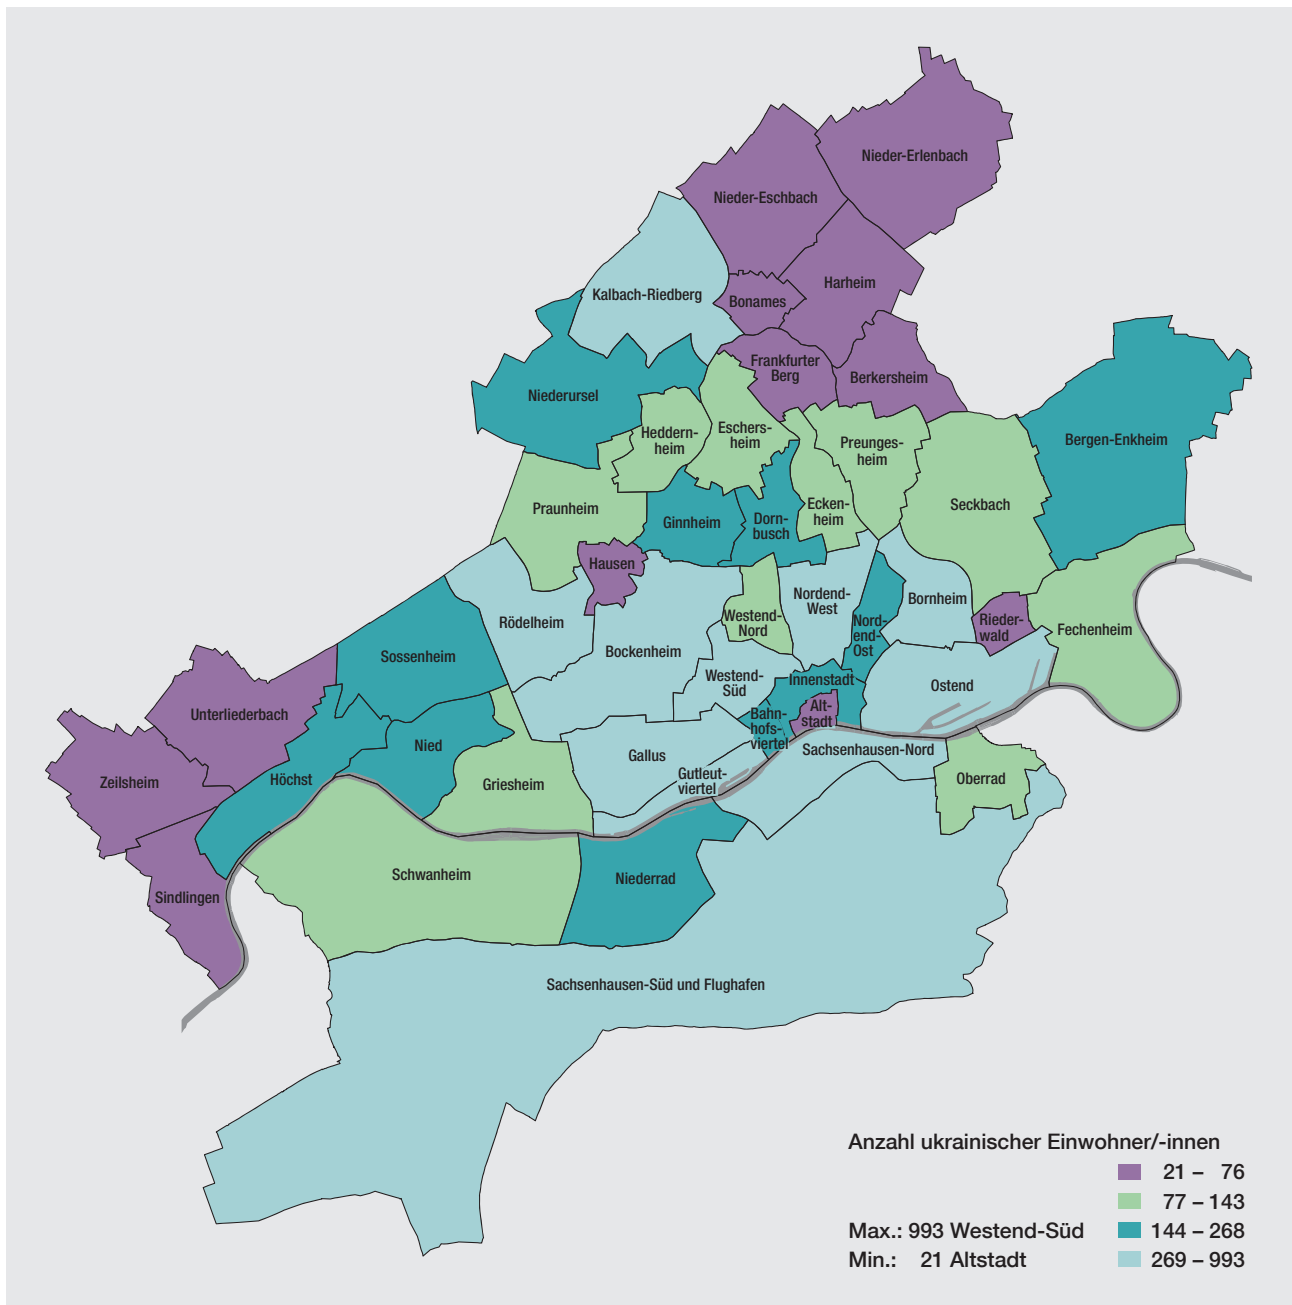 Nieder-Erlenbach
Nieder-Eschbach
Harheim
Kalbach-Riedberg
Bonames
Frankfurter
Berg
Berkersheim
Niederursel
Heddern-
heim
Eschers-
heim
Preunges-
heim
Bergen-Enkheim
Praunheim
Ginnheim
Dorn-
busch
Ecken-
heim
Seckbach
Hausen
Rödelheim
Bockenheim
Westend-
Nord
Nordend-
West
Nord-
end-
Ost
Bornheim
Rieder-
wald
Fechenheim
Sossenheim
Westend-
Süd
Innenstadt
Ostend
Unterliederbach
Alt-
stadt
Bahn-
hofs-
viertel
Nied
Gallus
Sachsenhausen-Nord
Zeilsheim
Höchst
Griesheim
Gutleut-
viertel
Oberrad
Schwanheim
Niederrad
Sindlingen
Sachsenhausen-Süd und Flughafen
Anzahl ukrainischer Einwohner/-innen
21 – 76
77 – 143
Max.: 993 Westend-Süd 144 – 268
Min.: 21 Altstadt 269 – 993